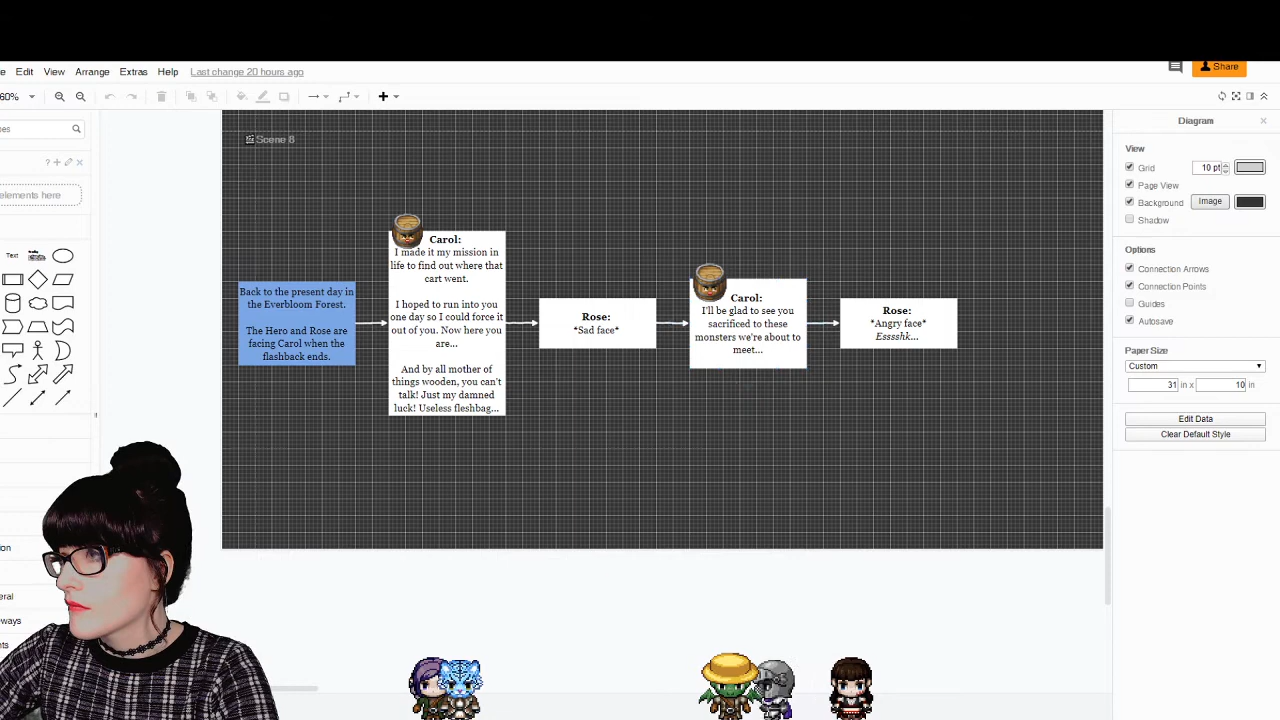 Edit View Arrange Extras Help Last change 20 hours ago
Share
60%
Scene 8
elements here
Text
Back to the present day in
the Everbloom Forest.
The Hero and Rose are
facing Carol when the
flashback ends.
Carol:
I made it my mission in
life to find out where that
cart went.
I hoped to run into you
one day so I could force it
out of you. Now here you
are...
And by all mother of
things wooden, you can't
talk! Just my damned
luck! Useless fleshbag...
Rose:
*Sad face*
Carol:
I'll be glad to see you
sacrificed to these
monsters we're about to
meet...
Rose:
*Angry face*
Esssshk...
Diagram
View
Grid 10 pt
Page View
Background Image
Shadow
Options
Connection Arrows
Connection Points
Guides
Autosave
Paper Size
Custom
31 in x 10 in
Edit Data
Clear Default Style